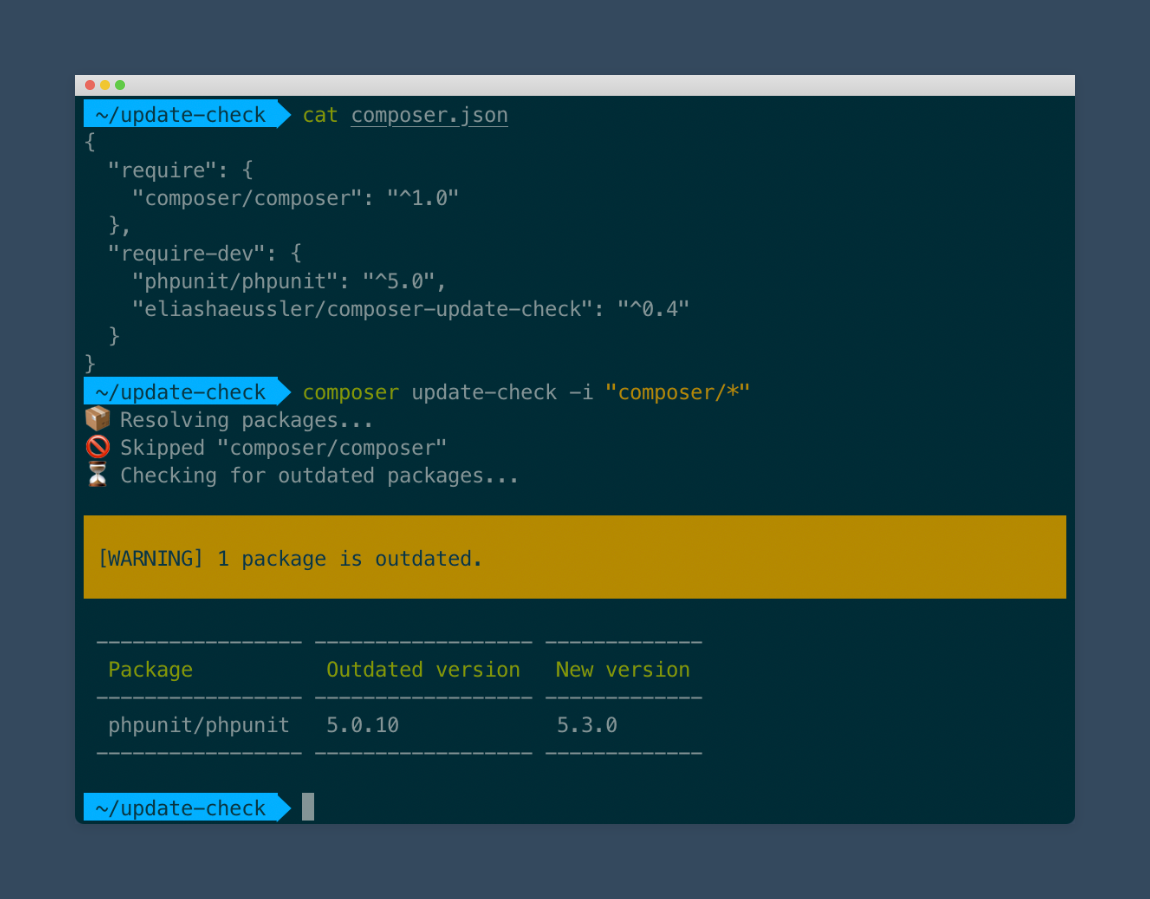 ~/update-check cat composer.json
{
"require": {
"composer/composer": "^1.0"
},
"require-dev": {
"phpunit/phpunit": "^5.0",
"eliashaeussler/composer-update-check": "^0.4"
}
}
~/update-check composer update-check -i "composer/*"
Resolving packages...
Skipped "composer/composer"
Checking for outdated packages...
[WARNING] 1 package is outdated.
Package Outdated version New version
phpunit/phpunit 5.0.10 5.3.0
~/update-check